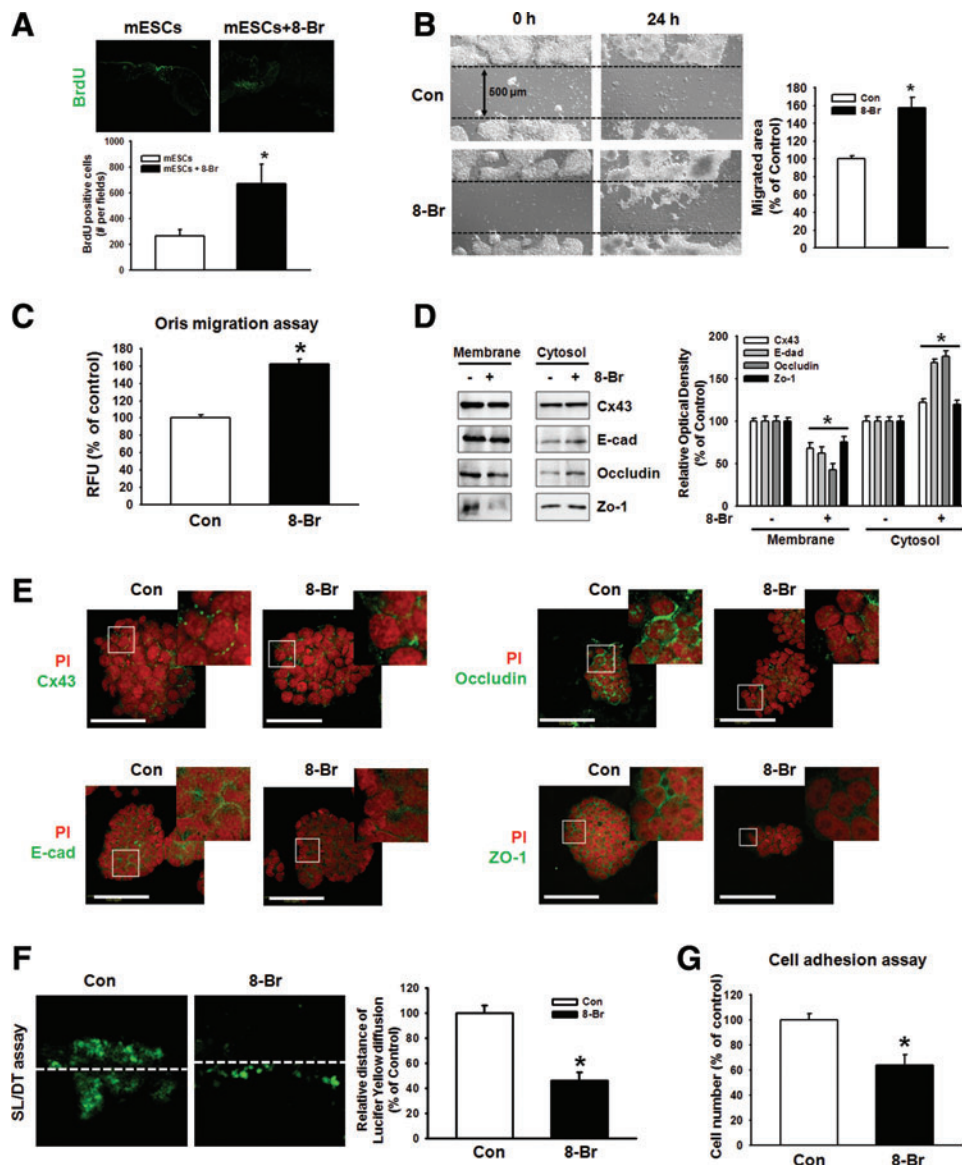 A
mESCs mESCs+8-Br
BrdU
BrdU positive cells
(# per fields)
1000
800
600
400
200
0
mESCs
mESCs + 8-Br
*
B
0 h 24 h
Con
500 µm
8-Br
Migrated area
(% of Control)
180
160
140
120
100
80
60
40
20
0
Con
8-Br
*
C
Oris migration assay
RFU (% of control)
180
160
140
120
100
80
60
40
20
0
*
Con 8-Br
D
Membrane Cytosol
- + - + 8-Br
Cx43
E-cad
Occludin
Zo-1
Relative Optical Density
(% of Control)
150
100
50
0
Cx43
E-dad
Occludin
Zo-1
*
*
8-Br - + - +
Membrane Cytosol
E
Con 8-Br
PI
Cx43
Con 8-Br
PI
Occludin
Con 8-Br
PI
E-cad
Con 8-Br
PI
ZO-1
F
Con 8-Br
SL/DT assay
Relative distance of
Lucifer Yellow diffusion
(% of Control)
120
100
80
60
40
20
0
Con
8-Br
*
Con 8-Br
G
Cell adhesion assay
Cell number (% of control)
120
100
80
60
40
20
0
*
Con 8-Br